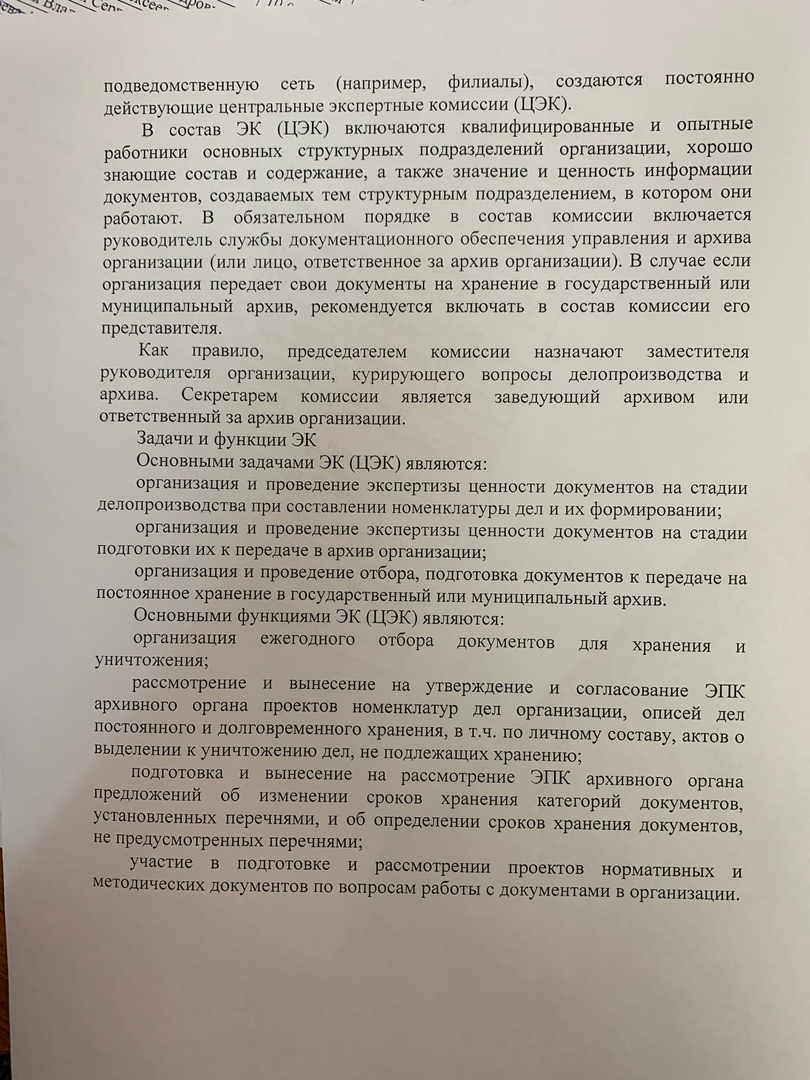 подведомственную сеть (например, филиалы), создаются постоянно
действующие центральные экспертные комиссии (ЦЭК).
В состав ЭК (ЦЭК) включаются квалифицированные и опытные
работники основных структурных подразделений организации, хорошо
знающие состав и содержание, а также значение и ценность информации
документов, создаваемых тем структурным подразделением, в котором они
работают. В обязательном порядке в состав комиссии включается
руководитель службы документационного обеспечения управления и архива
организации (или лицо, ответственное за архив организации). В случае если
организация передает свои документы на хранение в государственный или
муниципальный архив, рекомендуется включать в состав комиссии его
представителя.
Как правило, председателем комиссии назначают заместителя
руководителя организации, курирующего вопросы делопроизводства и
архива. Секретарем комиссии является заведующий архивом или
ответственный за архив организации.
Задачи и функции ЭК
Основными задачами ЭК (ЦЭК) являются:
организация и проведение экспертизы ценности документов на стадии
делопроизводства при составлении номенклатуры дел и их формировании;
организация и проведение экспертизы ценности документов на стадии
подготовки их к передаче в архив организации;
организация и проведение отбора, подготовка документов к передаче на
постоянное хранение в государственный или муниципальный архив.
Основными функциями ЭК (ЦЭК) являются:
организация ежегодного отбора документов для хранения и
уничтожения;
рассмотрение и вынесение на утверждение и согласование ЭПК
архивного органа проектов номенклатур дел организации, описей дел
постоянного и долговременного хранения, в т.ч. по личному составу, актов о
выделении к уничтожению дел, не подлежащих хранению;
подготовка и вынесение на рассмотрение ЭПК архивного органа
предложений об изменении сроков хранения категорий документов,
установленных перечнями, и об определении сроков хранения документов,
не предусмотренных перечнями;
участие в подготовке и рассмотрении проектов нормативных и
методических документов по вопросам работы с документами в организации.